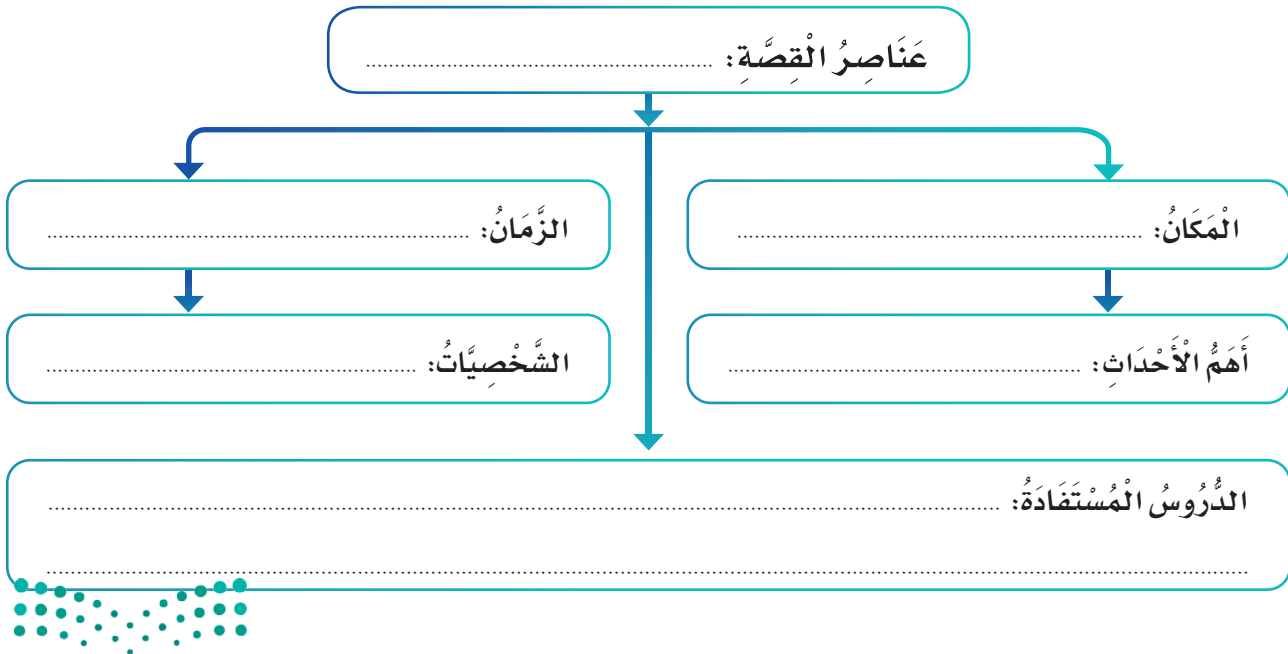 عَنَاصِرُ الْقِصَّةِ: ........................................................
الْمَكَانُ: ..................................................................
الزَّمَانُ: ....................................................................
أَهَمُّ الْأَحْدَاثِ: .........................................................
الشَّخْصِيَّاتُ: ............................................................
الدُّرُوسُ الْمُسْتَفَادَةُ: ..............................................................................................................................
..............................................................................................................................................................